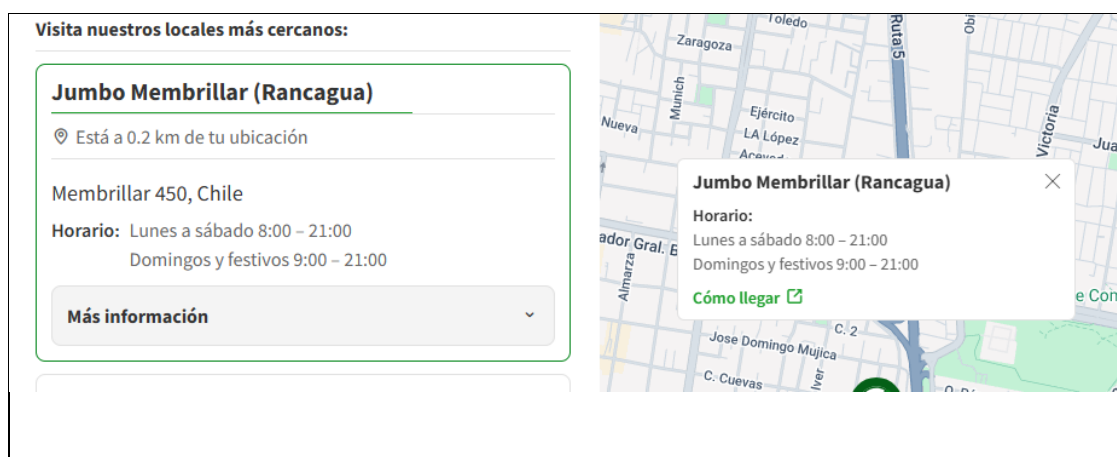 Visita nuestros locales más cercanos:
Jumbo Membrillar (Rancagua)
Está a 0.2 km de tu ubicación
Membrillar 450, Chile
Horario: Lunes a sábado 8:00 – 21:00
Domingos y festivos 9:00 – 21:00
Más información
Toledo
Zaragoza
Ruta 5
Munich
Nueva
Ejército
LA López
Victoria
Jumbo Membrillar (Rancagua)
Horario:
Lunes a sábado 8:00 – 21:00
Domingos y festivos 9:00 – 21:00
Cómo llegar
ador Gral. B
Almarza
e Con
C. 2
Jose Domingo Mujica
C. Cuevas